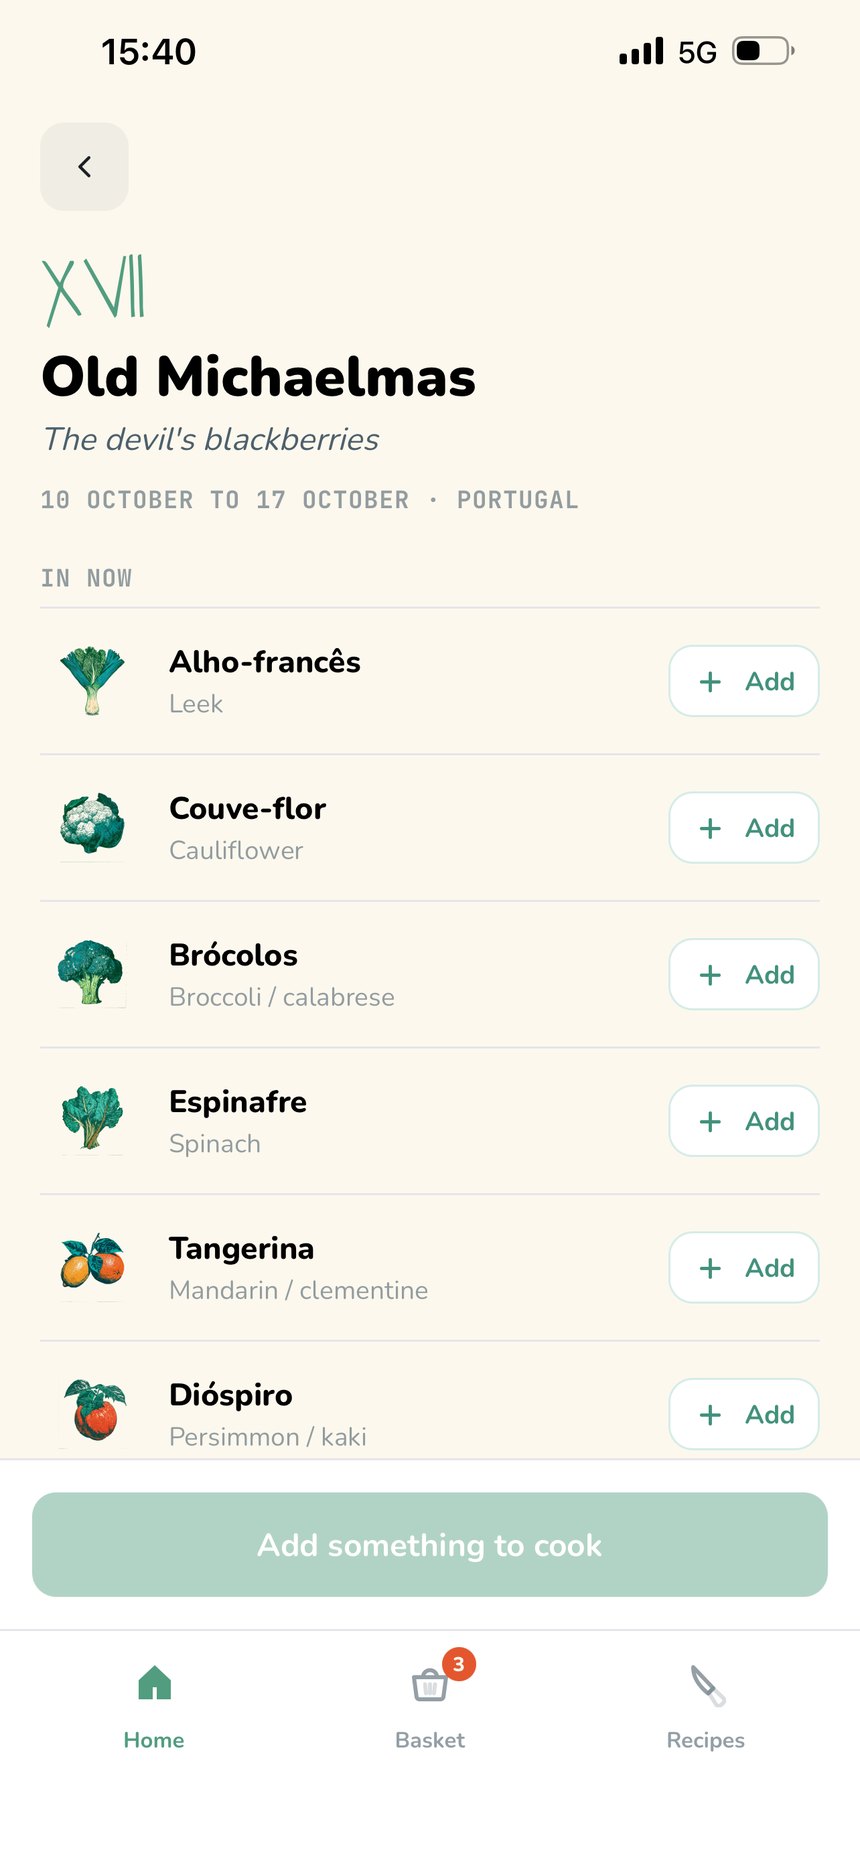 15:40
5G
XVII
Old Michaelmas
The devil's blackberries
10 OCTOBER TO 17 OCTOBER · PORTUGAL
IN NOW
Alho-francês
Leek
+ Add
Couve-flor
Cauliflower
+ Add
Brócolos
Broccoli / calabrese
+ Add
Espinafre
Spinach
+ Add
Tangerina
Mandarin / clementine
+ Add
Dióspiro
Persimmon / kaki
+ Add
Add something to cook
3
Home
Basket
Recipes